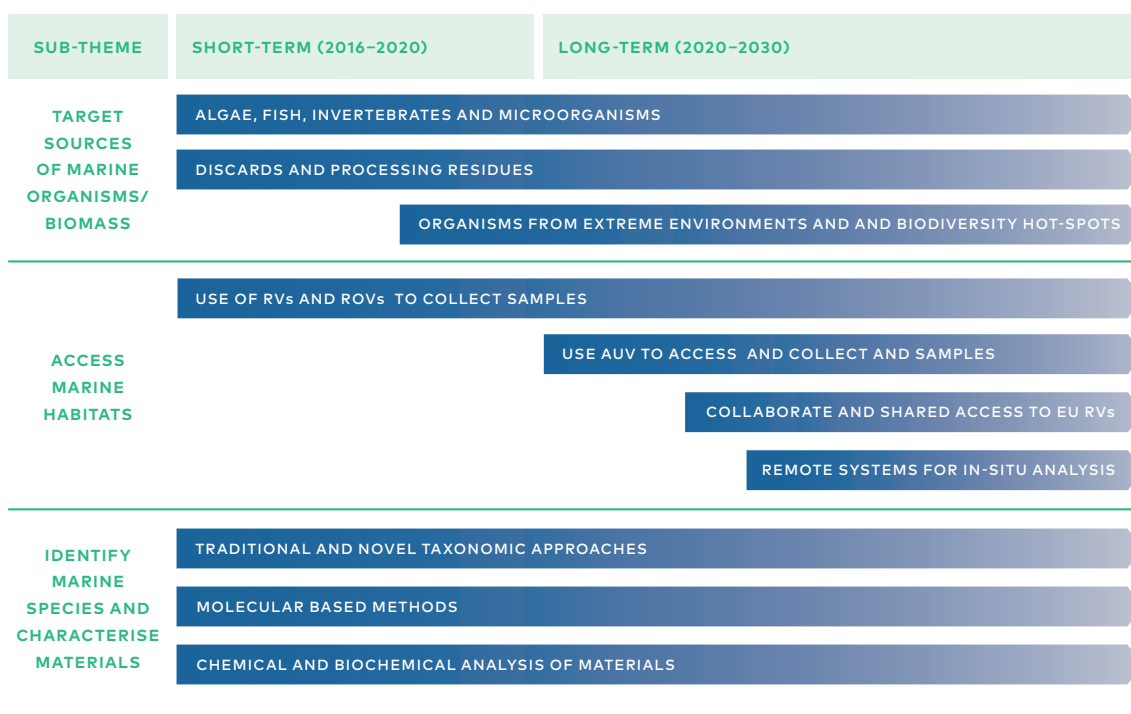 SUB-THEME
SHORT-TERM (2016–2020)
LONG-TERM (2020–2030)
TARGET
SOURCES
OF MARINE
ORGANISMS/
BIOMASS
ALGAE, FISH, INVERTEBRATES AND MICROORGANISMS
DISCARDS AND PROCESSING RESIDUES
ORGANISMS FROM EXTREME ENVIRONMENTS AND AND BIODIVERSITY HOT-SPOTS
ACCESS
MARINE
HABITATS
USE OF RVs AND ROVs TO COLLECT SAMPLES
USE AUV TO ACCESS AND COLLECT AND SAMPLES
COLLABORATE AND SHARED ACCESS TO EU RVs
REMOTE SYSTEMS FOR IN-SITU ANALYSIS
IDENTIFY
MARINE
SPECIES AND
CHARACTERISE
MATERIALS
TRADITIONAL AND NOVEL TAXONOMIC APPROACHES
MOLECULAR BASED METHODS
CHEMICAL AND BIOCHEMICAL ANALYSIS OF MATERIALS